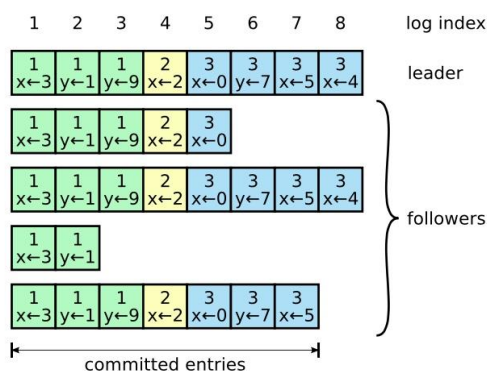 1 2 3 4 5 6 7 8 log index
1 1 1 2 3 3 3 3
x←3 y←1 y←9 x←2 x←0 y←7 x←5 x←4
leader
1 1 1 2 3
x←3 y←1 y←9 x←2 x←0
1 1 1 2 3 3 3 3
x←3 y←1 y←9 x←2 x←0 y←7 x←5 x←4
followers
1 1
x←3 y←1
1 1 1 2 3 3 3
x←3 y←1 y←9 x←2 x←0 y←7 x←5
committed entries